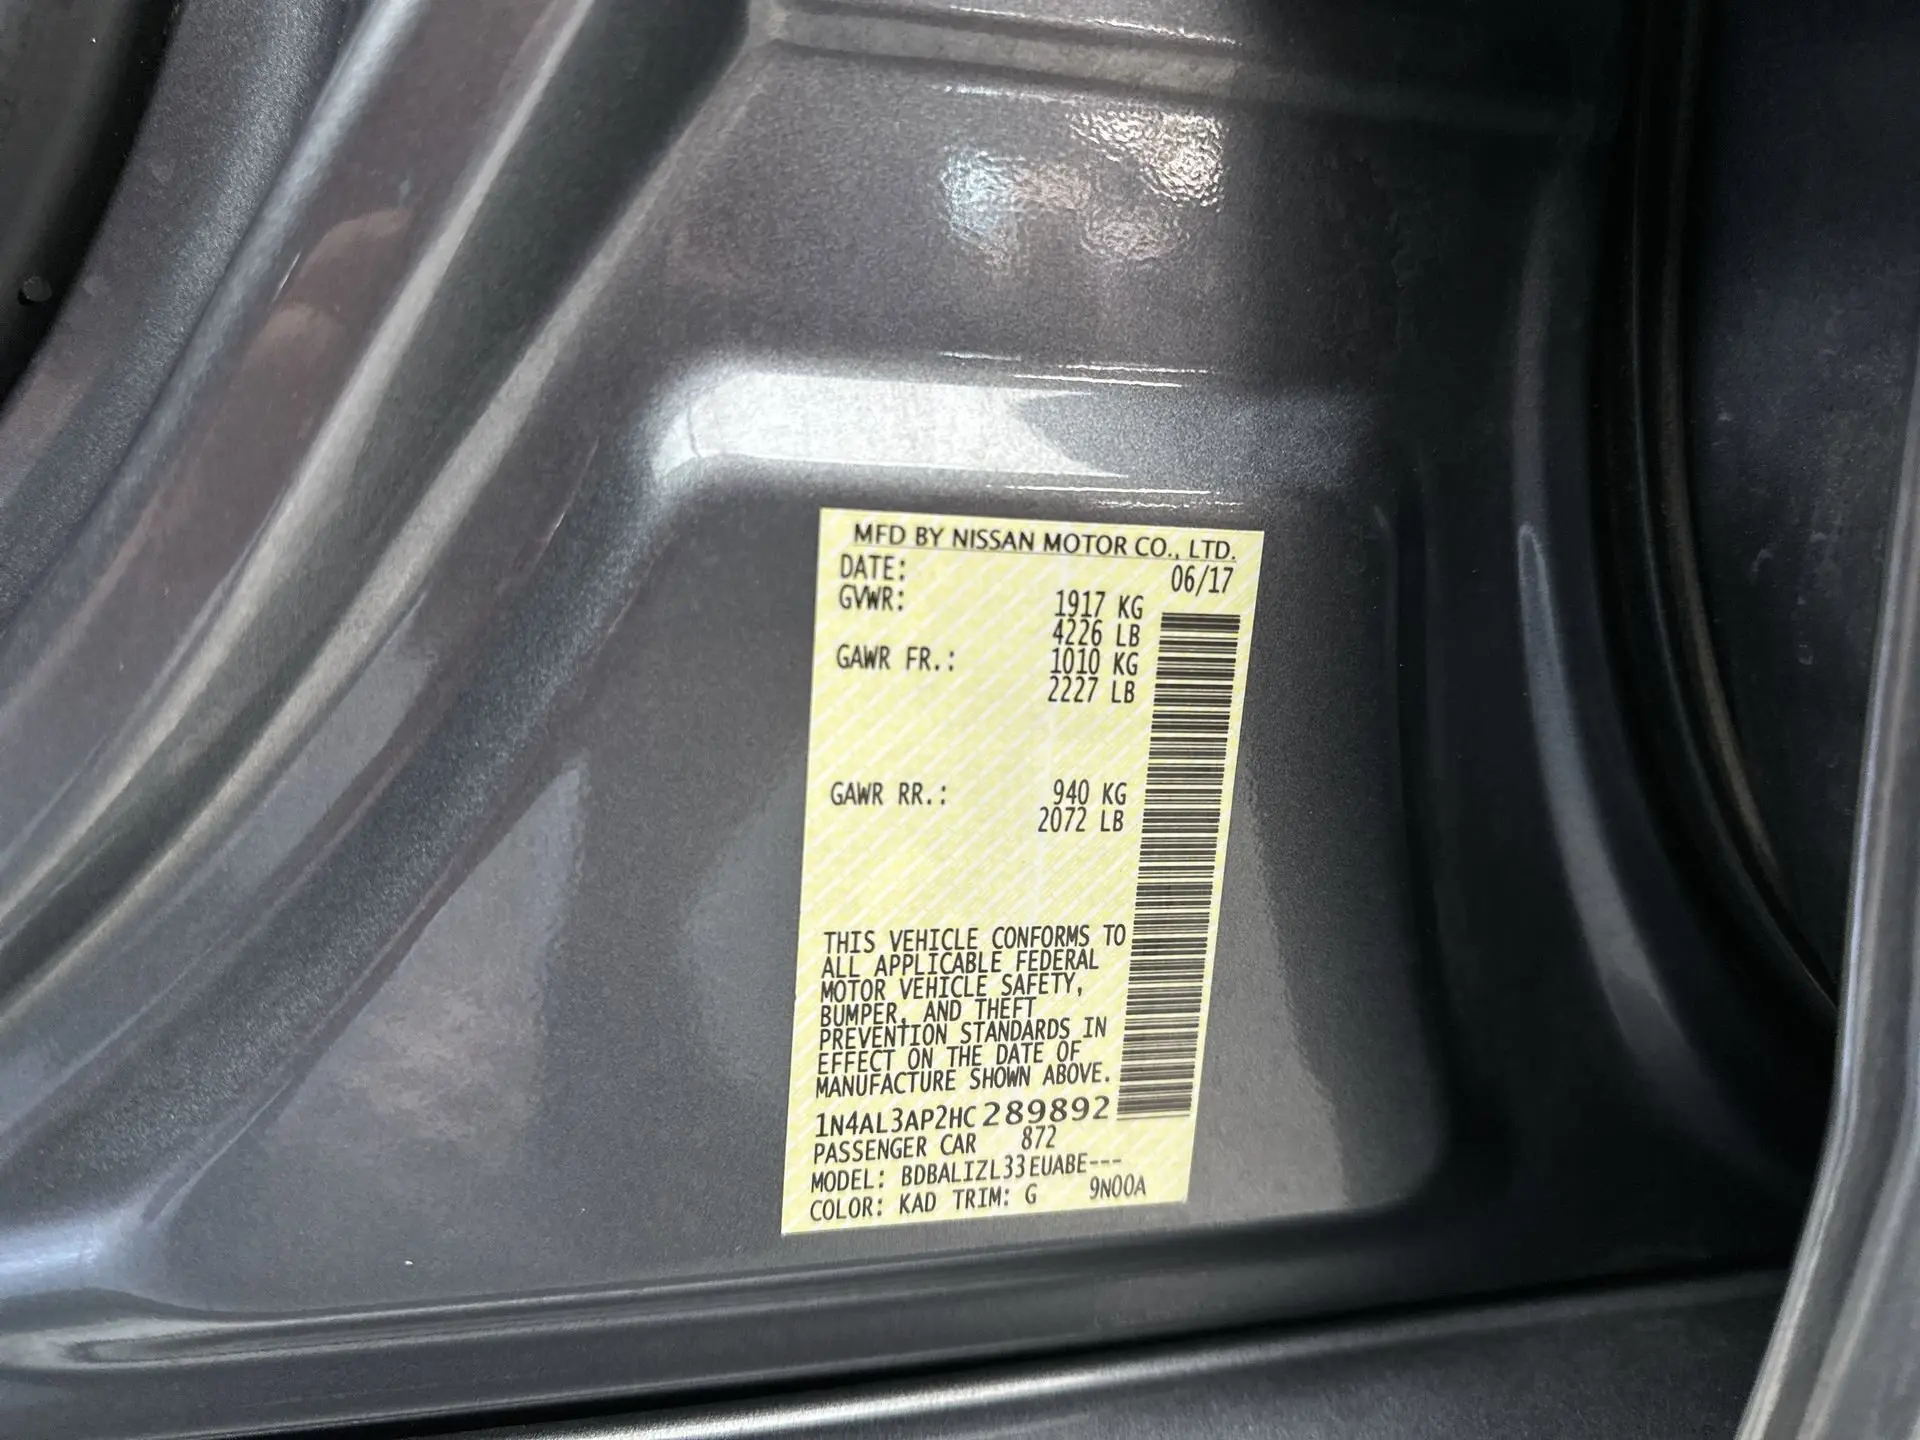 MFD BY NISSAN MOTOR CO., LTD.
DATE: 06/17
GVWR: 1917 KG
4226 LB
GAWR FR.: 1010 KG
2227 LB
GAWR RR.: 940 KG
2072 LB
THIS VEHICLE CONFORMS TO
ALL APPLICABLE FEDERAL
MOTOR VEHICLE SAFETY,
BUMPER, AND THEFT
PREVENTION STANDARDS IN
EFFECT ON THE DATE OF
MANUFACTURE SHOWN ABOVE.
1N4AL3AP2HC289892
PASSENGER CAR 872
MODEL: BDBALIZL33EUABE---
COLOR: KAD TRIM: G 9N00A